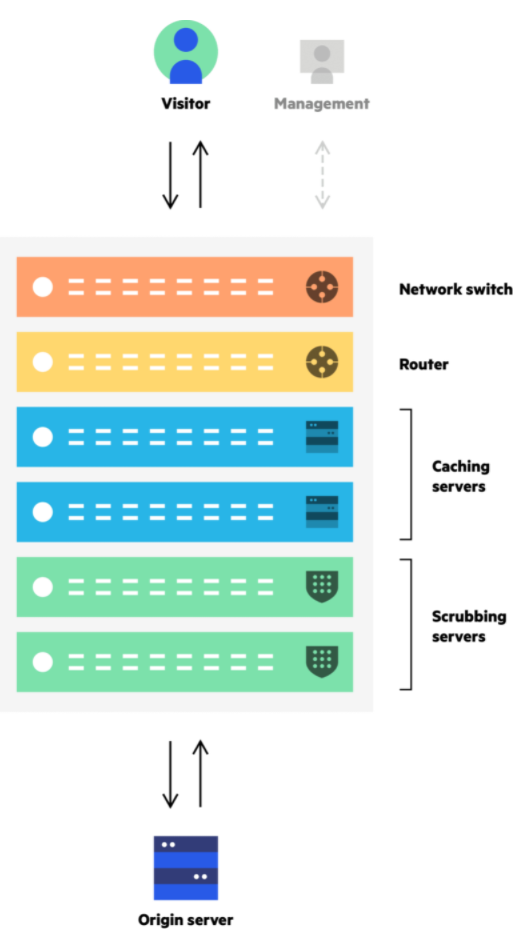 Visitor
Management
Network switch
Router
Caching
servers
Scrubbing
servers
Origin server